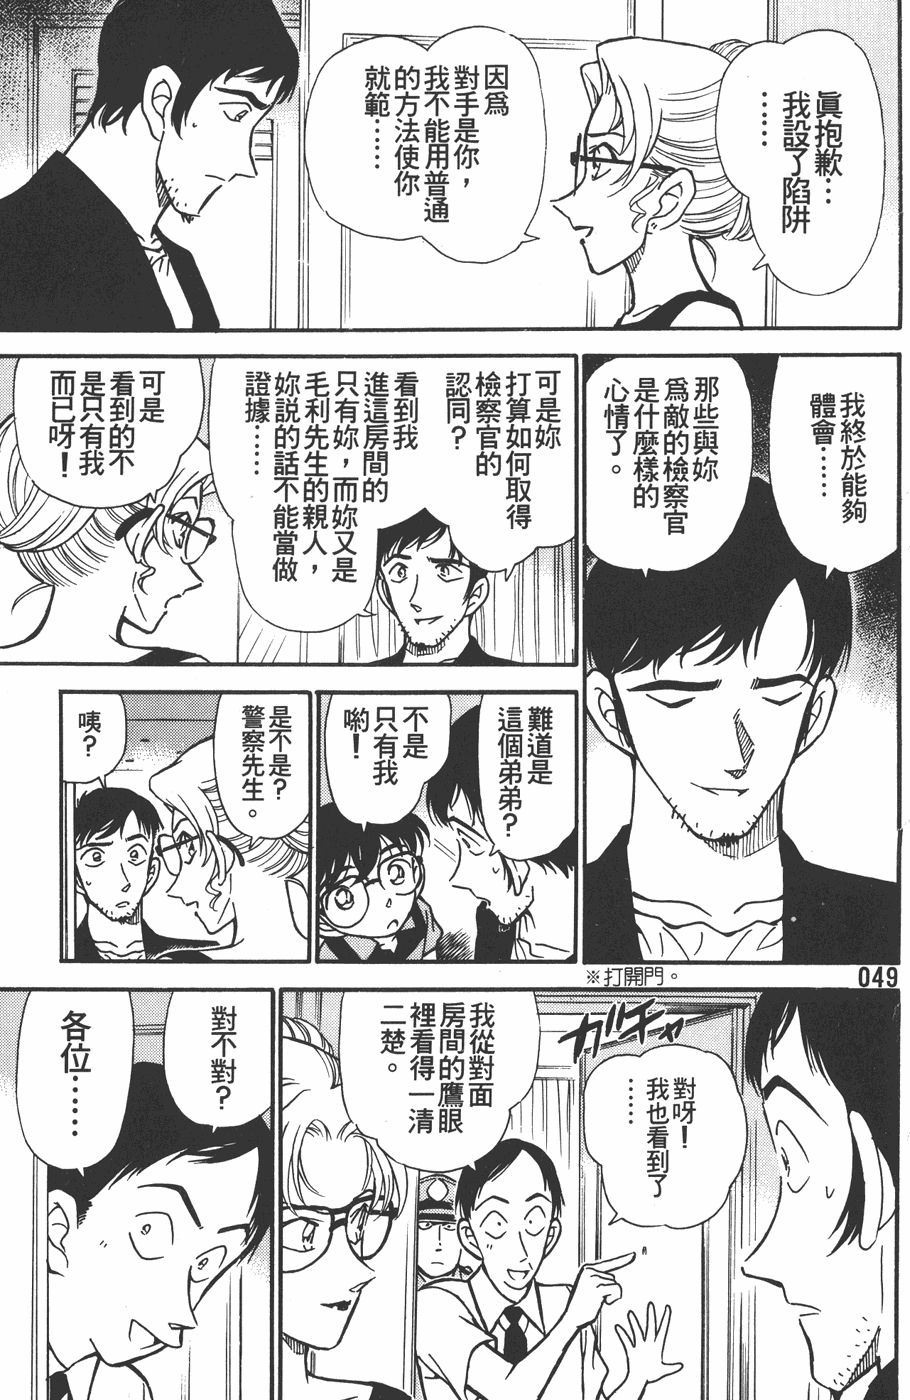 真抱歉…
我設了陷阱
……
因為
對手是你，
我不能用普通
的方法使你
就範……
我終於能夠
體會……
那些與妳
為敵的檢察官
是什麼樣的
心情了。
可是妳
打算如何取得
檢察官的
認同？
看到我
進這房間的
只有妳，而妳又是
毛利先生的親人，
妳說的話不能當做
證據……
可是
看到的不
是只有我
而已呀！
難道是
這個弟弟？
不是
只有我
喲！
是不是？
警察先生。
咦？
※打開門。
049
ガチャ
對呀！
我也看到了
……
我從對面
房間的鷹眼
裡看得一清
二楚。
對不對？
各位……